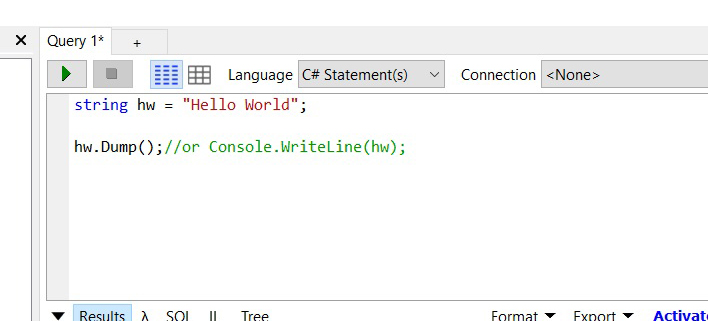 Query 1*
+
Language C# Statement(s) Connection <None>
string hw = "Hello World";
hw.Dump();//or Console.WriteLine(hw);
Results λ SQL IL Tree Format Export Activat